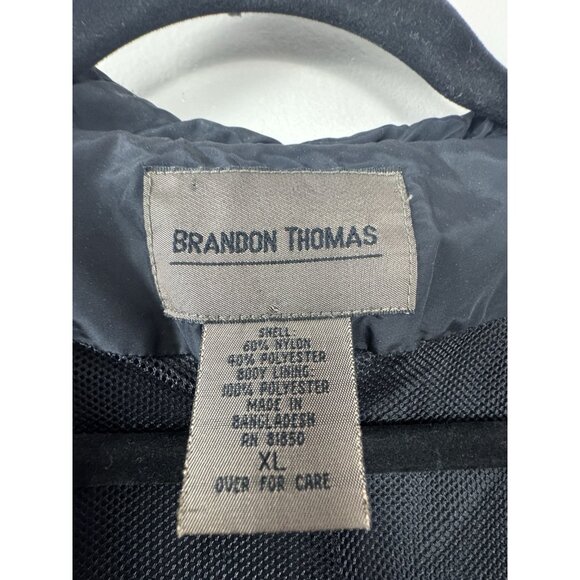 BRANDON THOMAS
SHELL
60% NYLON
40% POLYESTER
BODY LINING:
100% POLYESTER
MADE IN
BANGLADESH
RN 81850
XL
OVER FOR CARE